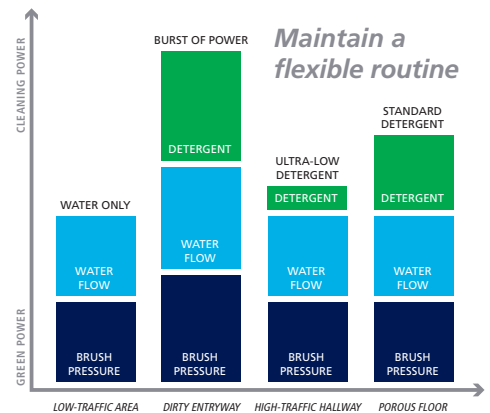 Maintain a
flexible routine
CLEANING POWER
GREEN POWER
WATER ONLY
WATER
FLOW
BRUSH
PRESSURE
LOW-TRAFFIC AREA
BURST OF POWER
DETERGENT
WATER
FLOW
BRUSH
PRESSURE
DIRTY ENTRYWAY
ULTRA-LOW
DETERGENT
DETERGENT
WATER
FLOW
BRUSH
PRESSURE
HIGH-TRAFFIC HALLWAY
STANDARD
DETERGENT
DETERGENT
WATER
FLOW
BRUSH
PRESSURE
POROUS FLOOR